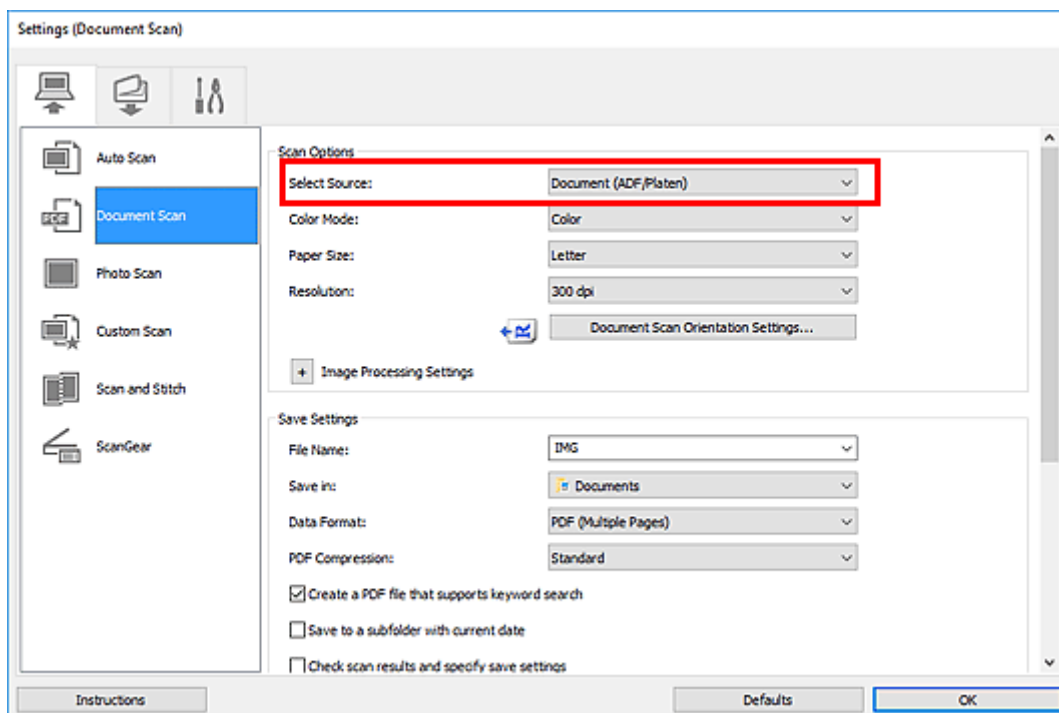 Settings (Document Scan)
Auto Scan
Document Scan
Photo Scan
Custom Scan
Scan and Stitch
ScanGear
Scan Options
Select Source: Document (ADF/Platen)
Color Mode: Color
Paper Size: Letter
Resolution: 300 dpi
Document Scan Orientation Settings...
+ Image Processing Settings
Save Settings
File Name: IMG
Save in: Documents
Data Format: PDF (Multiple Pages)
PDF Compression: Standard
Create a PDF file that supports keyword search
Save to a subfolder with current date
Check scan results and specify save settings
Instructions Defaults OK